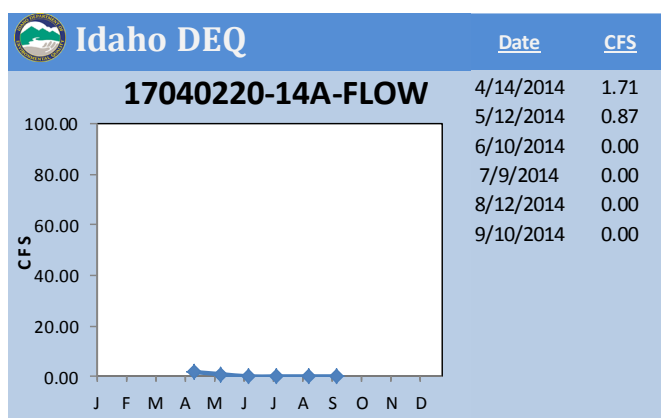 Idaho DEQ
17040220-14A-FLOW
100.00
80.00
60.00
40.00
20.00
0.00
CFS
J F M A M J J A S O N D
Date CFS
4/14/2014 1.71
5/12/2014 0.87
6/10/2014 0.00
7/9/2014 0.00
8/12/2014 0.00
9/10/2014 0.00